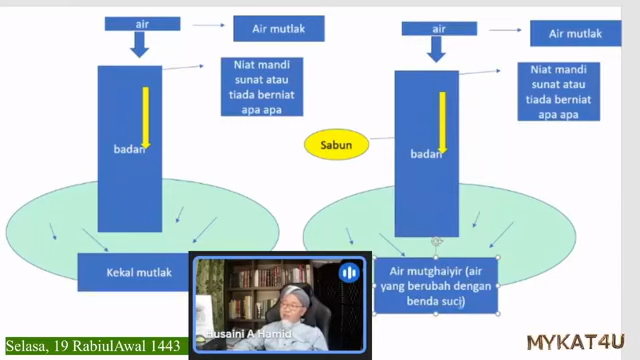 air
Air mutlak
Niat mandi
sunat atau
tiada berniat
apa apa
badan
Kekal mutlak
air
Air mutlak
Niat mandi
sunat atau
tiada berniat
apa apa
Sabun
badan
Air mutghaiyir (air
yang berubah dengan
benda suci)
Husaini A Hamid
Selasa, 19 RabiulAwal 1443
MYKAT4U